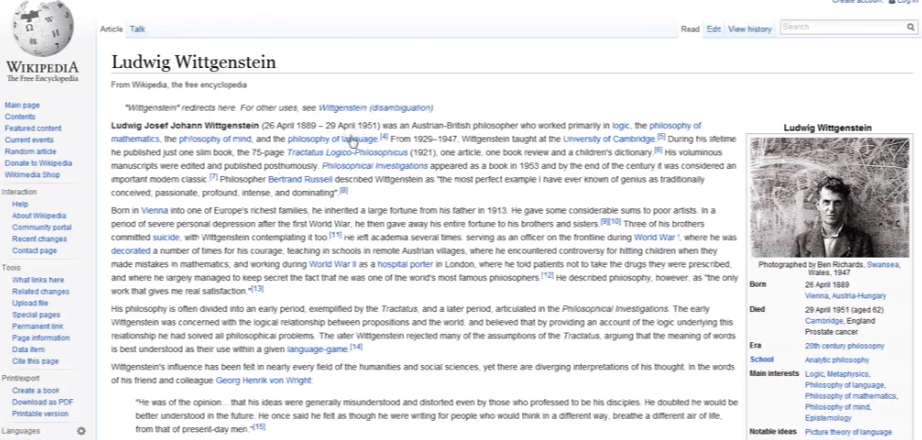 Create account Log in
WIKIPEDIA
The Free Encyclopedia
Main page
Contents
Featured content
Current events
Random article
Donate to Wikipedia
Wikimedia Shop
Interaction
Help
About Wikipedia
Community portal
Recent changes
Contact page
Tools
What links here
Related changes
Upload file
Special pages
Permanent link
Page information
Data item
Cite this page
Print/export
Create a book
Download as PDF
Printable version
Languages
Article Talk
Read Edit View history Search
Ludwig Wittgenstein
From Wikipedia, the free encyclopedia
"Wittgenstein" redirects here. For other uses, see Wittgenstein (disambiguation)
Ludwig Josef Johann Wittgenstein (26 April 1889 – 29 April 1951) was an Austrian-British philosopher who worked primarily in logic, the philosophy of
mathematics, the philosophy of mind, and the philosophy of language.[4] From 1929–1947, Wittgenstein taught at the University of Cambridge.[5] During his lifetime
he published just one slim book, the 75-page Tractatus Logico-Philosophicus (1921), one article, one book review and a children's dictionary.[6] His voluminous
manuscripts were edited and published posthumously. Philosophical Investigations appeared as a book in 1953 and by the end of the century it was considered an
important modern classic.[7] Philosopher Bertrand Russell described Wittgenstein as "the most perfect example I have ever known of genius as traditionally
conceived; passionate, profound, intense, and dominating".[8]
Born in Vienna into one of Europe's richest families, he inherited a large fortune from his father in 1913. He gave some considerable sums to poor artists. In a
period of severe personal depression after the first World War, he then gave away his entire fortune to his brothers and sisters.[9][10] Three of his brothers
committed suicide, with Wittgenstein contemplating it too.[11] He left academia several times: serving as an officer on the frontline during World War I, where he was
decorated a number of times for his courage, teaching in schools in remote Austrian villages, where he encountered controversy for hitting children when they
made mistakes in mathematics, and working during World War II as a hospital porter in London, where he told patients not to take the drugs they were prescribed,
and where he largely managed to keep secret the fact that he was one of the world's most famous philosophers.[12] He described philosophy, however, as "the only
work that gives me real satisfaction."[13]
His philosophy is often divided into an early period, exemplified by the Tractatus, and a later period, articulated in the Philosophical Investigations. The early
Wittgenstein was concerned with the logical relationship between propositions and the world, and believed that by providing an account of the logic underlying this
relationship he had solved all philosophical problems. The later Wittgenstein rejected many of the assumptions of the Tractatus, arguing that the meaning of words
is best understood as their use within a given language-game.[14]
Wittgenstein's influence has been felt in nearly every field of the humanities and social sciences, yet there are diverging interpretations of his thought. In the words
of his friend and colleague Georg Henrik von Wright:
"He was of the opinion... that his ideas were generally misunderstood and distorted even by those who professed to be his disciples. He doubted he would be
better understood in the future. He once said he felt as though he were writing for people who would think in a different way, breathe a different air of life,
from that of present-day men."[15]
Ludwig Wittgenstein
Photographed by Ben Richards, Swansea,
Wales, 1947
Born 26 April 1889
Vienna, Austria-Hungary
Died 29 April 1951 (aged 62)
Cambridge, England
Prostate cancer
Era 20th century philosophy
School Analytic philosophy
Main interests Logic, Metaphysics,
Philosophy of language,
Philosophy of mathematics,
Philosophy of mind,
Epistemology
Notable ideas Picture theory of language